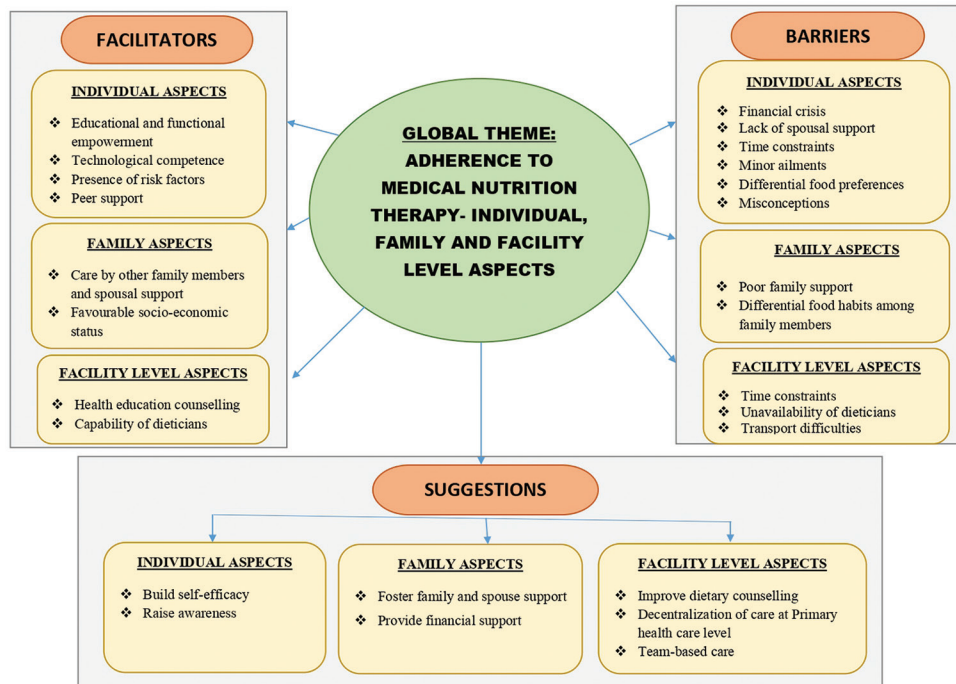 FACILITATORS
INDIVIDUAL ASPECTS
❖ Educational and functional
empowerment
❖ Technological competence
❖ Presence of risk factors
❖ Peer support
FAMILY ASPECTS
❖ Care by other family members
and spousal support
❖ Favourable socio-economic
status
FACILITY LEVEL ASPECTS
❖ Health education counselling
❖ Capability of dieticians
GLOBAL THEME:
ADHERENCE TO
MEDICAL NUTRITION
THERAPY- INDIVIDUAL,
FAMILY AND FACILITY
LEVEL ASPECTS
BARRIERS
INDIVIDUAL ASPECTS
❖ Financial crisis
❖ Lack of spousal support
❖ Time constraints
❖ Minor ailments
❖ Differential food preferences
❖ Misconceptions
FAMILY ASPECTS
❖ Poor family support
❖ Differential food habits among
family members
FACILITY LEVEL ASPECTS
❖ Time constraints
❖ Unavailability of dieticians
❖ Transport difficulties
SUGGESTIONS
INDIVIDUAL ASPECTS
❖ Build self-efficacy
❖ Raise awareness
FAMILY ASPECTS
❖ Foster family and spouse support
❖ Provide financial support
FACILITY LEVEL ASPECTS
❖ Improve dietary counselling
❖ Decentralization of care at Primary
health care level
❖ Team-based care